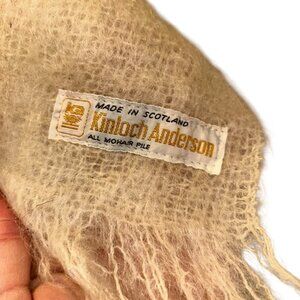 MADE IN SCOTLAND
Kinloch Anderson
ALL MOHAIR PILE